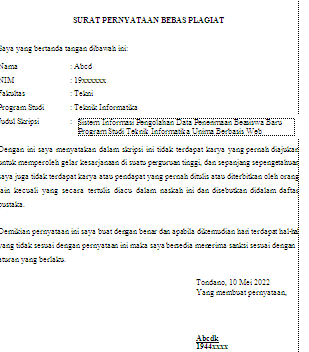 SURAT PERNYATAAN BEBAS PLAGIAT
Saya yang bertanda tangan dibawah ini:
Nama : Abcd
NIM : 19xxxxxx
Fakultas : Tekni
Program Studi : Teknik Informatika
Judul Skripsi : Sistem Informasi Pengolahan Data Penerimaan Beasiswa Baru
Program Studi Teknik Informatika Unima Berbasis Web
Dengan ini saya menyatakan dalam skripsi ini tidak terdapat karya yang pernah diajukan
untuk memperoleh gelar kesarjanaan di suatu perguruan tinggi, dan sepanjang sepengetahuan
saya juga tidak terdapat karya atau pendapat yang pernah ditulis atau diterbitkan oleh orang
lain kecuali yang secara tertulis diacu dalam naskah ini dan disebutkan didalam daftar
pustaka.
Demikian pernyataan ini saya buat dengan benar dan apabila dikemudian hari terdapat hal-hal
yang tidak sesuai dengan pernyataan ini maka saya bersedia menerima sanksi sesuai dengan
aturan yang berlaku.
Tondano, 10 Mei 2022
Yang membuat pernyataan,
Abcdk
1944xxxx